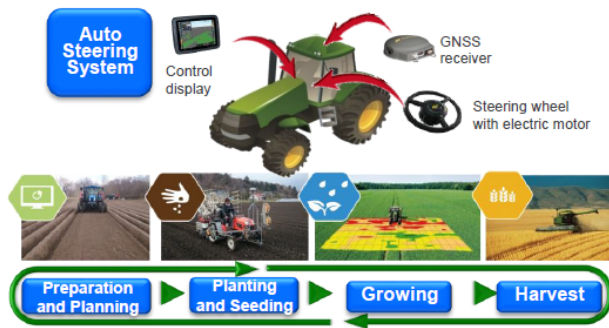 Auto
Steering
System
Control
display
GNSS
receiver
Steering wheel
with electric motor
Preparation
and Planning
Planting
and Seeding
Growing
Harvest